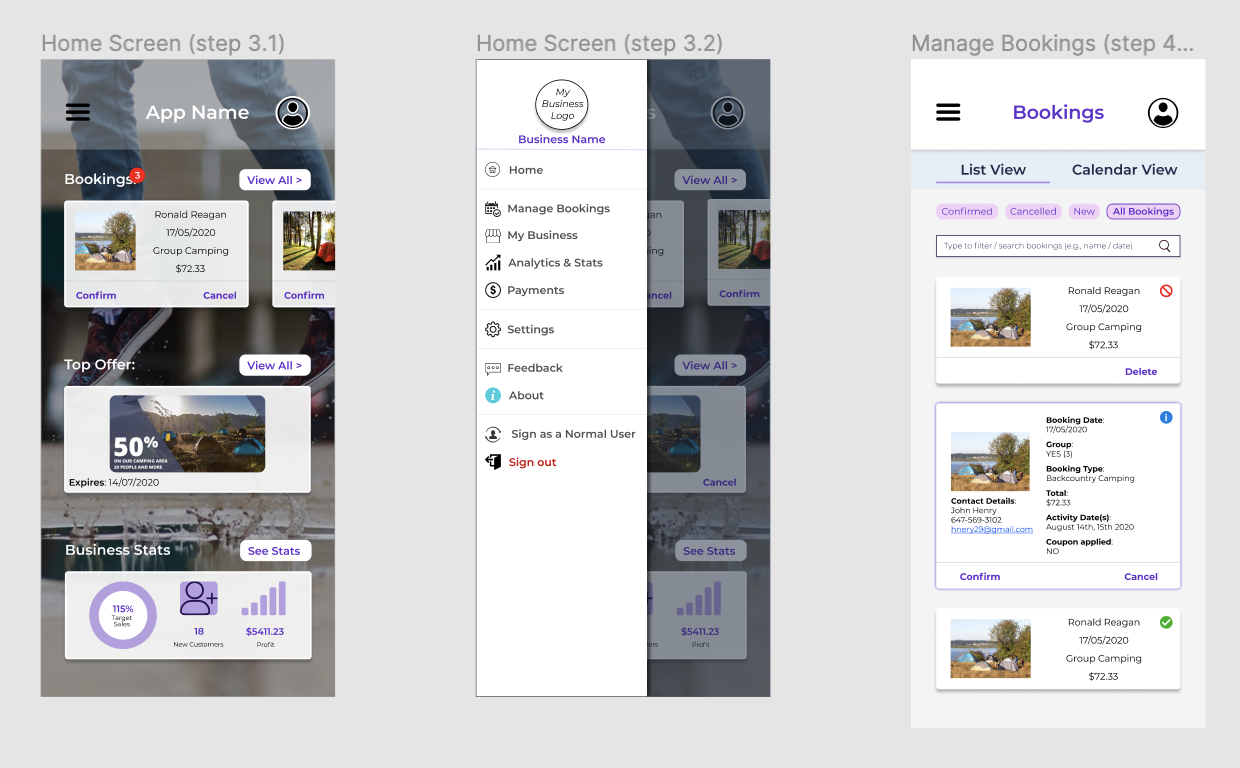 Home Screen (step 3.1)
App Name
Bookings:
3
View All >
Ronald Reagan
17/05/2020
Group Camping
$72.33
Confirm
Cancel
Confirm
Top Offer:
View All >
50%
ON OUR CAMPING AREA
20 PEOPLE AND MORE
Expires: 14/07/2020
Business Stats
See Stats
115%
Target
Sales
18
New Customers
$5411.23
Profit
Home Screen (step 3.2)
My
Business
Logo
Business Name
Home
Manage Bookings
My Business
Analytics & Stats
Payments
Settings
Feedback
About
Sign as a Normal User
Sign out
s
View All >
gan
0
ping
ancel
Confirm
View All >
Cancel
See Stats
ers
$5411.23
Profit
Manage Bookings (step 4...
Bookings
List View
Calendar View
Confirmed
Cancelled
New
All Bookings
Type to filter / search bookings (e.g., name / date)
Ronald Reagan
17/05/2020
Group Camping
$72.33
Delete
Booking Date:
17/05/2020
Group:
YES (3)
Booking Type:
Backcountry Camping
Total:
$72.33
Activity Date(s):
August 14th, 15th 2020
Coupon applied:
NO
Contact Details:
John Henry
647-569-3102
hnery29@gmail.com
Confirm
Cancel
Ronald Reagan
17/05/2020
Group Camping
$72.33